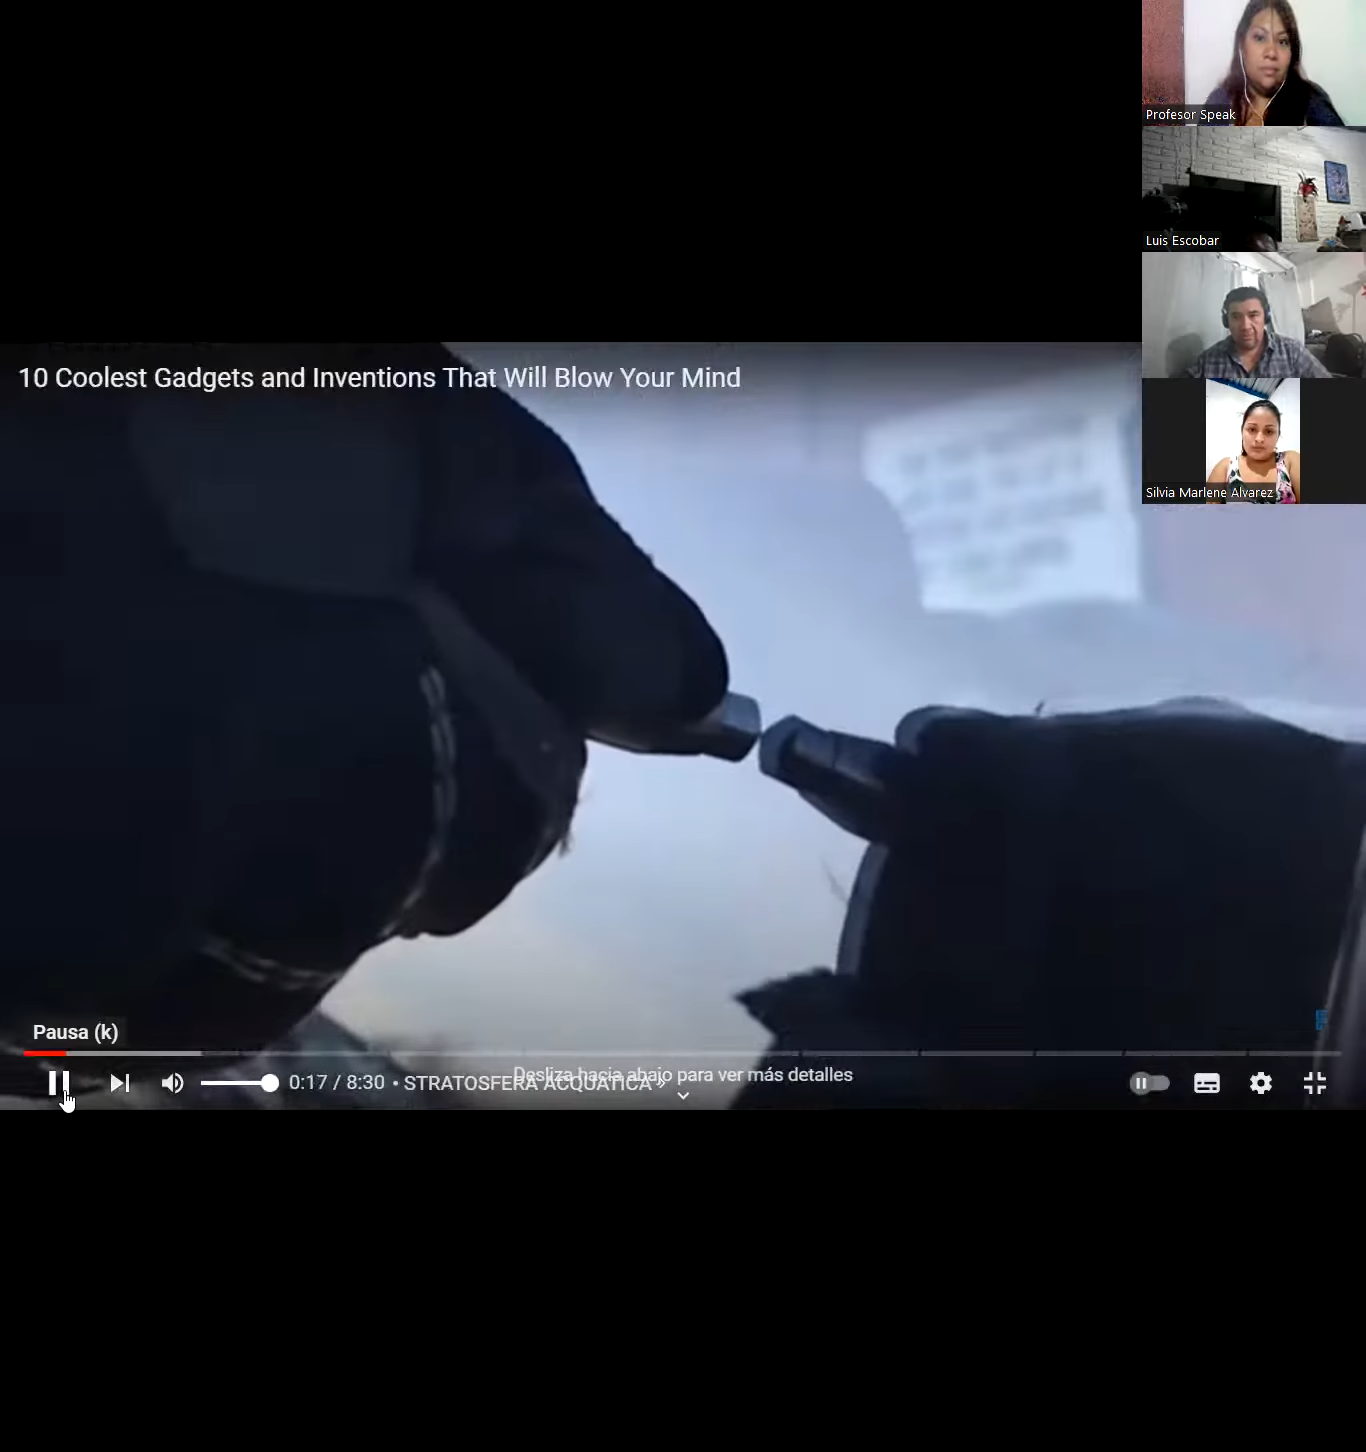 Profesor Speak
Luis Escobar
10 Coolest Gadgets and Inventions That Will Blow Your Mind
Silvia Marlene Alvarez
Pausa (k)
Desliza hacia abajo para ver más detalles
0:17 / 8:30 • STRATOSFERA ACQUATICA >